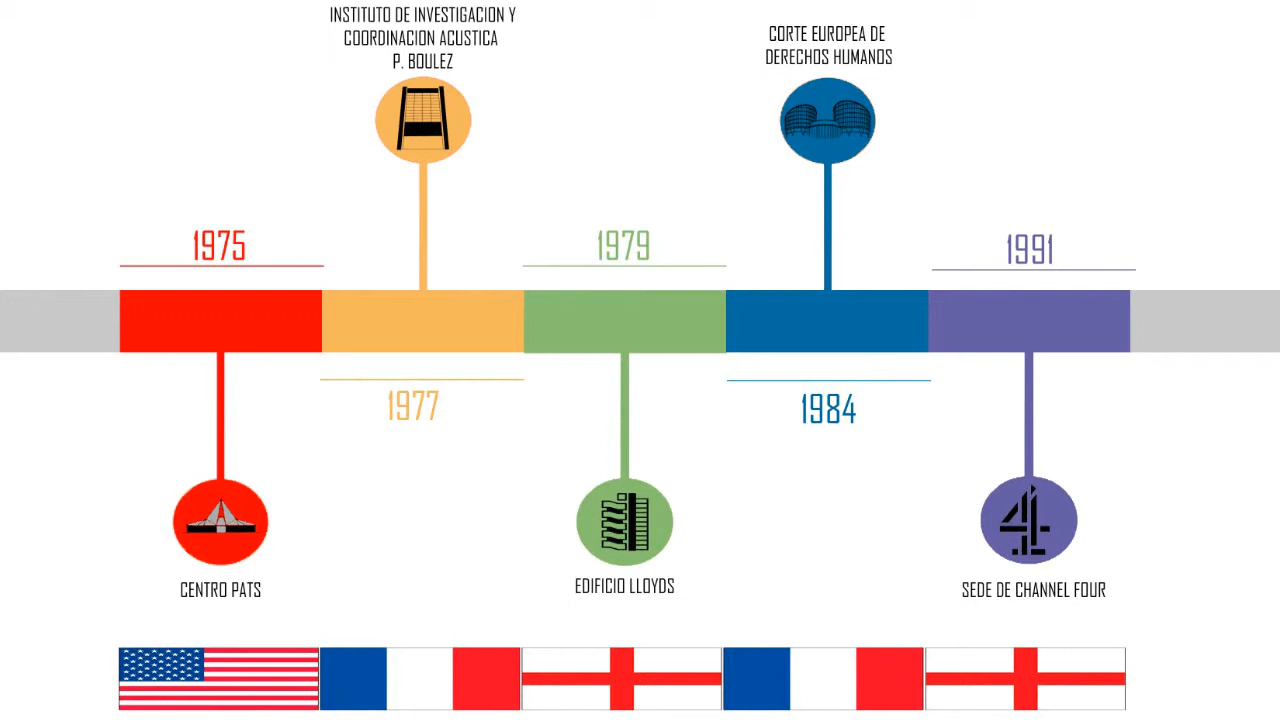 INSTITUTO DE INVESTIGACION Y
COORDINACION ACUSTICA
P. BOULEZ
CORTE EUROPEA DE
DERECHOS HUMANOS
1975
1979
1991
1977
1984
4
CENTRO PATS
EDIFICIO LLOYDS
SEDE DE CHANNEL FOUR